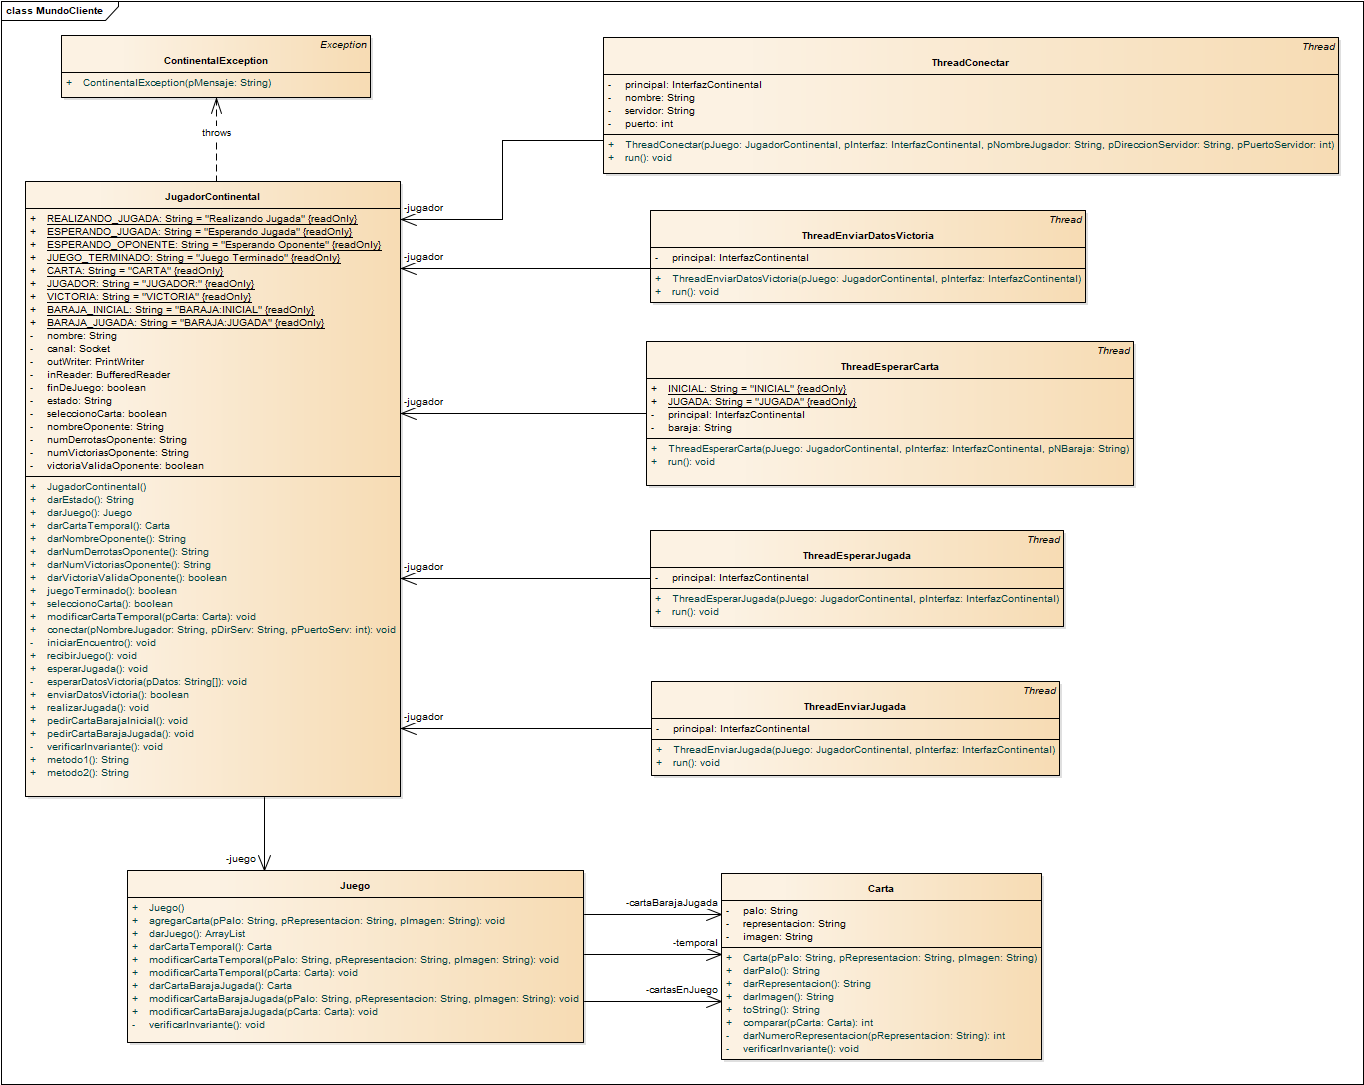 class MundoCliente
Exception
ContinentalException
+ ContinentalException(pMensaje: String)
throws
JugadorContinental
+ REALIZANDO_JUGADA: String = "Realizando Jugada" {readOnly}
+ ESPERANDO_JUGADA: String = "Esperando Jugada" {readOnly}
+ ESPERANDO_OPONENTE: String = "Esperando Oponente" {readOnly}
+ JUEGO_TERMINADO: String = "Juego Terminado" {readOnly}
+ CARTA: String = "CARTA" {readOnly}
+ JUGADOR: String = "JUGADOR:" {readOnly}
+ VICTORIA: String = "VICTORIA" {readOnly}
+ BARAJA_INICIAL: String = "BARAJA:INICIAL" {readOnly}
+ BARAJA_JUGADA: String = "BARAJA:JUGADA" {readOnly}
- nombre: String
- canal: Socket
- outWriter: PrintWriter
- inReader: BufferedReader
- finDeJuego: boolean
- estado: String
- seleccionoCarta: boolean
- nombreOponente: String
- numDerrotasOponente: String
- numVictoriasOponente: String
- victoriaValidaOponente: boolean
+ JugadorContinental()
+ darEstado(): String
+ darJuego(): Juego
+ darCartaTemporal(): Carta
+ darNombreOponente(): String
+ darNumDerrotasOponente(): String
+ darNumVictoriasOponente(): String
+ darVictoriaValidaOponente(): boolean
+ juegoTerminado(): boolean
+ seleccionoCarta(): boolean
+ modificarCartaTemporal(pCarta: Carta): void
+ conectar(pNombreJugador: String, pDirServ: String, pPuertoServ: int): void
- iniciarEncuentro(): void
+ recibirJuego(): void
+ esperarJugada(): void
- esperarDatosVictoria(pDatos: String[]): void
+ enviarDatosVictoria(): boolean
+ realizarJugada(): void
+ pedirCartaBarajaInicial(): void
+ pedirCartaBarajaJugada(): void
- verificarInvariante(): void
+ metodo1(): String
+ metodo2(): String
Thread
ThreadConectar
- principal: InterfazContinental
- nombre: String
- servidor: String
- puerto: int
+ ThreadConectar(pJuego: JugadorContinental, pInterfaz: InterfazContinental, pNombreJugador: String, pDireccionServidor: String, pPuertoServidor: int)
+ run(): void
-jugador
Thread
ThreadEnviarDatosVictoria
- principal: InterfazContinental
+ ThreadEnviarDatosVictoria(pJuego: JugadorContinental, pInterfaz: InterfazContinental)
+ run(): void
-jugador
Thread
ThreadEsperarCarta
+ INICIAL: String = "INICIAL" {readOnly}
+ JUGADA: String = "JUGADA" {readOnly}
- principal: InterfazContinental
- baraja: String
+ ThreadEsperarCarta(pJuego: JugadorContinental, pInterfaz: InterfazContinental, pNBaraja: String)
+ run(): void
-jugador
Thread
ThreadEsperarJugada
- principal: InterfazContinental
+ ThreadEsperarJugada(pJuego: JugadorContinental, pInterfaz: InterfazContinental)
+ run(): void
-jugador
Thread
ThreadEnviarJugada
- principal: InterfazContinental
+ ThreadEnviarJugada(pJuego: JugadorContinental, pInterfaz: InterfazContinental)
+ run(): void
-jugador
-juego
Juego
+ Juego()
+ agregarCarta(pPalo: String, pRepresentacion: String, pImagen: String): void
+ darJuego(): ArrayList
+ darCartaTemporal(): Carta
+ modificarCartaTemporal(pPalo: String, pRepresentacion: String, pImagen: String): void
+ modificarCartaTemporal(pCarta: Carta): void
+ darCartaBarajaJugada(): Carta
+ modificarCartaBarajaJugada(pPalo: String, pRepresentacion: String, pImagen: String): void
+ modificarCartaBarajaJugada(pCarta: Carta): void
- verificarInvariante(): void
-cartaBarajaJugada
-temporal
-cartasEnJuego
Carta
- palo: String
- representacion: String
- imagen: String
+ Carta(pPalo: String, pRepresentacion: String, pImagen: String)
+ darPalo(): String
+ darRepresentacion(): String
+ darImagen(): String
+ toString(): String
+ comparar(pCarta: Carta): int
- darNumeroRepresentacion(pRepresentacion: String): int
- verificarInvariante(): void